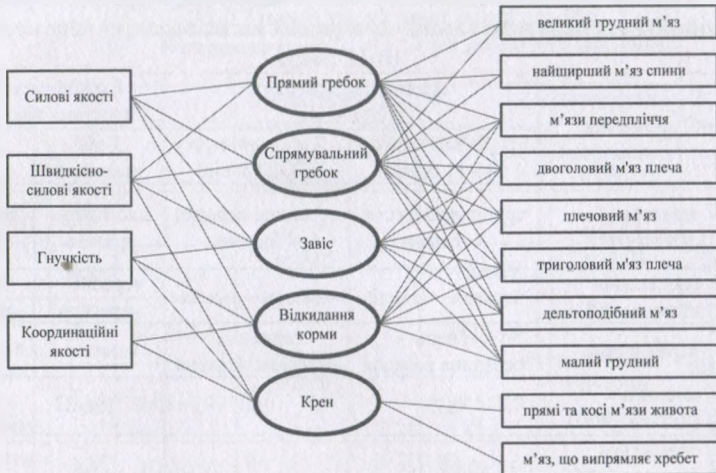 Силові якості
Швидкісно-
силові якості
Гнучкість
Координаційні
якості
Прямий гребок
Спрямувальний
гребок
Завіс
Відкидання
корми
Крен
великий грудний м’яз
найширший м’яз спини
м’язи передпліччя
двоголовий м’яз плеча
плечовий м’яз
триголовий м'яз плеча
дельтоподібний м’яз
малий грудний
прямі та косі м’язи живота
м’яз, що випрямляє хребет